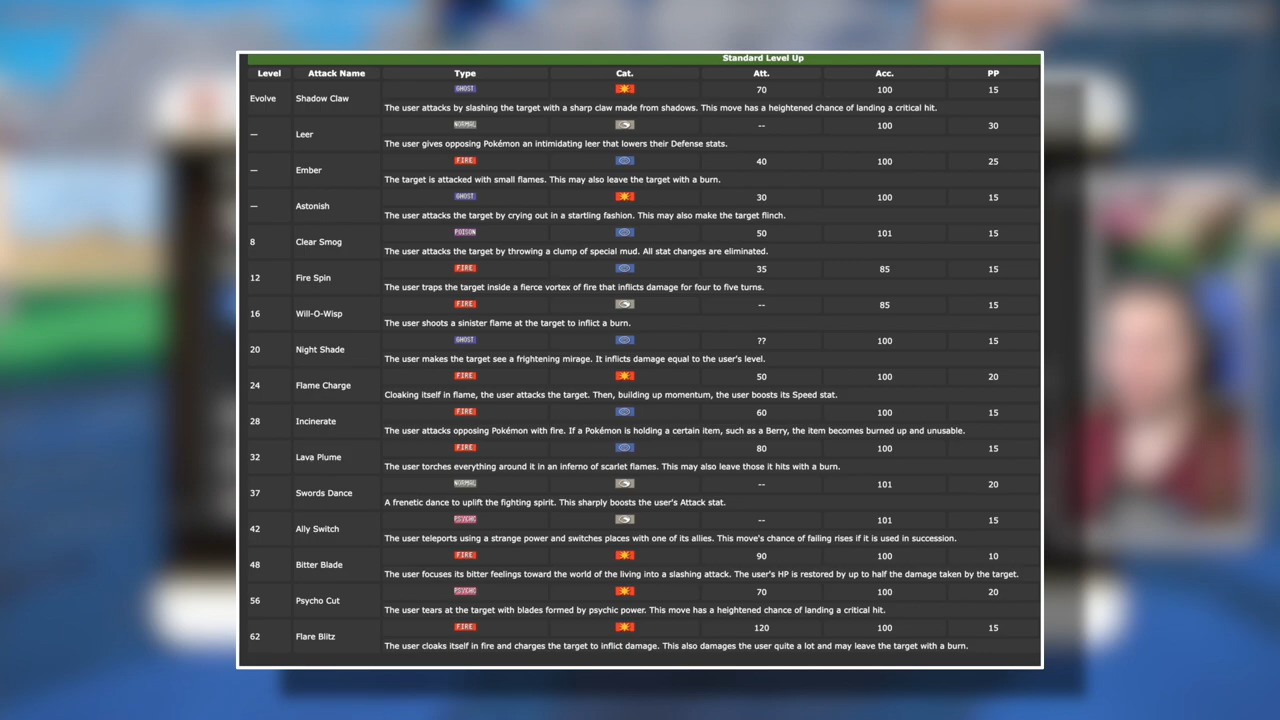 Standard Level Up
Level Attack Name Type Cat. Att. Acc. PP
Evolve Shadow Claw GHOST 70 100 15
The user attacks by slashing the target with a sharp claw made from shadows. This move has a heightened chance of landing a critical hit.
— Leer NORMAL -- 100 30
The user gives opposing Pokémon an intimidating leer that lowers their Defense stats.
— Ember FIRE 40 100 25
The target is attacked with small flames. This may also leave the target with a burn.
— Astonish GHOST 30 100 15
The user attacks the target by crying out in a startling fashion. This may also make the target flinch.
8 Clear Smog POISON 50 101 15
The user attacks the target by throwing a clump of special mud. All stat changes are eliminated.
12 Fire Spin FIRE 35 85 15
The user traps the target inside a fierce vortex of fire that inflicts damage for four to five turns.
16 Will-O-Wisp FIRE -- 85 15
The user shoots a sinister flame at the target to inflict a burn.
20 Night Shade GHOST ?? 100 15
The user makes the target see a frightening mirage. It inflicts damage equal to the user's level.
24 Flame Charge FIRE 50 100 20
Cloaking itself in flame, the user attacks the target. Then, building up momentum, the user boosts its Speed stat.
28 Incinerate FIRE 60 100 15
The user attacks opposing Pokémon with fire. If a Pokémon is holding a certain item, such as a Berry, the item becomes burned up and unusable.
32 Lava Plume FIRE 80 100 15
The user torches everything around it in an inferno of scarlet flames. This may also leave those it hits with a burn.
37 Swords Dance NORMAL -- 101 20
A frenetic dance to uplift the fighting spirit. This sharply boosts the user's Attack stat.
42 Ally Switch PSYCHC -- 101 15
The user teleports using a strange power and switches places with one of its allies. This move's chance of failing rises if it is used in succession.
48 Bitter Blade FIRE 90 100 10
The user focuses its bitter feelings toward the world of the living into a slashing attack. The user's HP is restored by up to half the damage taken by the target.
56 Psycho Cut PSYCHC 70 100 20
The user tears at the target with blades formed by psychic power. This move has a heightened chance of landing a critical hit.
62 Flare Blitz FIRE 120 100 15
The user cloaks itself in fire and charges the target to inflict damage. This also damages the user quite a lot and may leave the target with a burn.